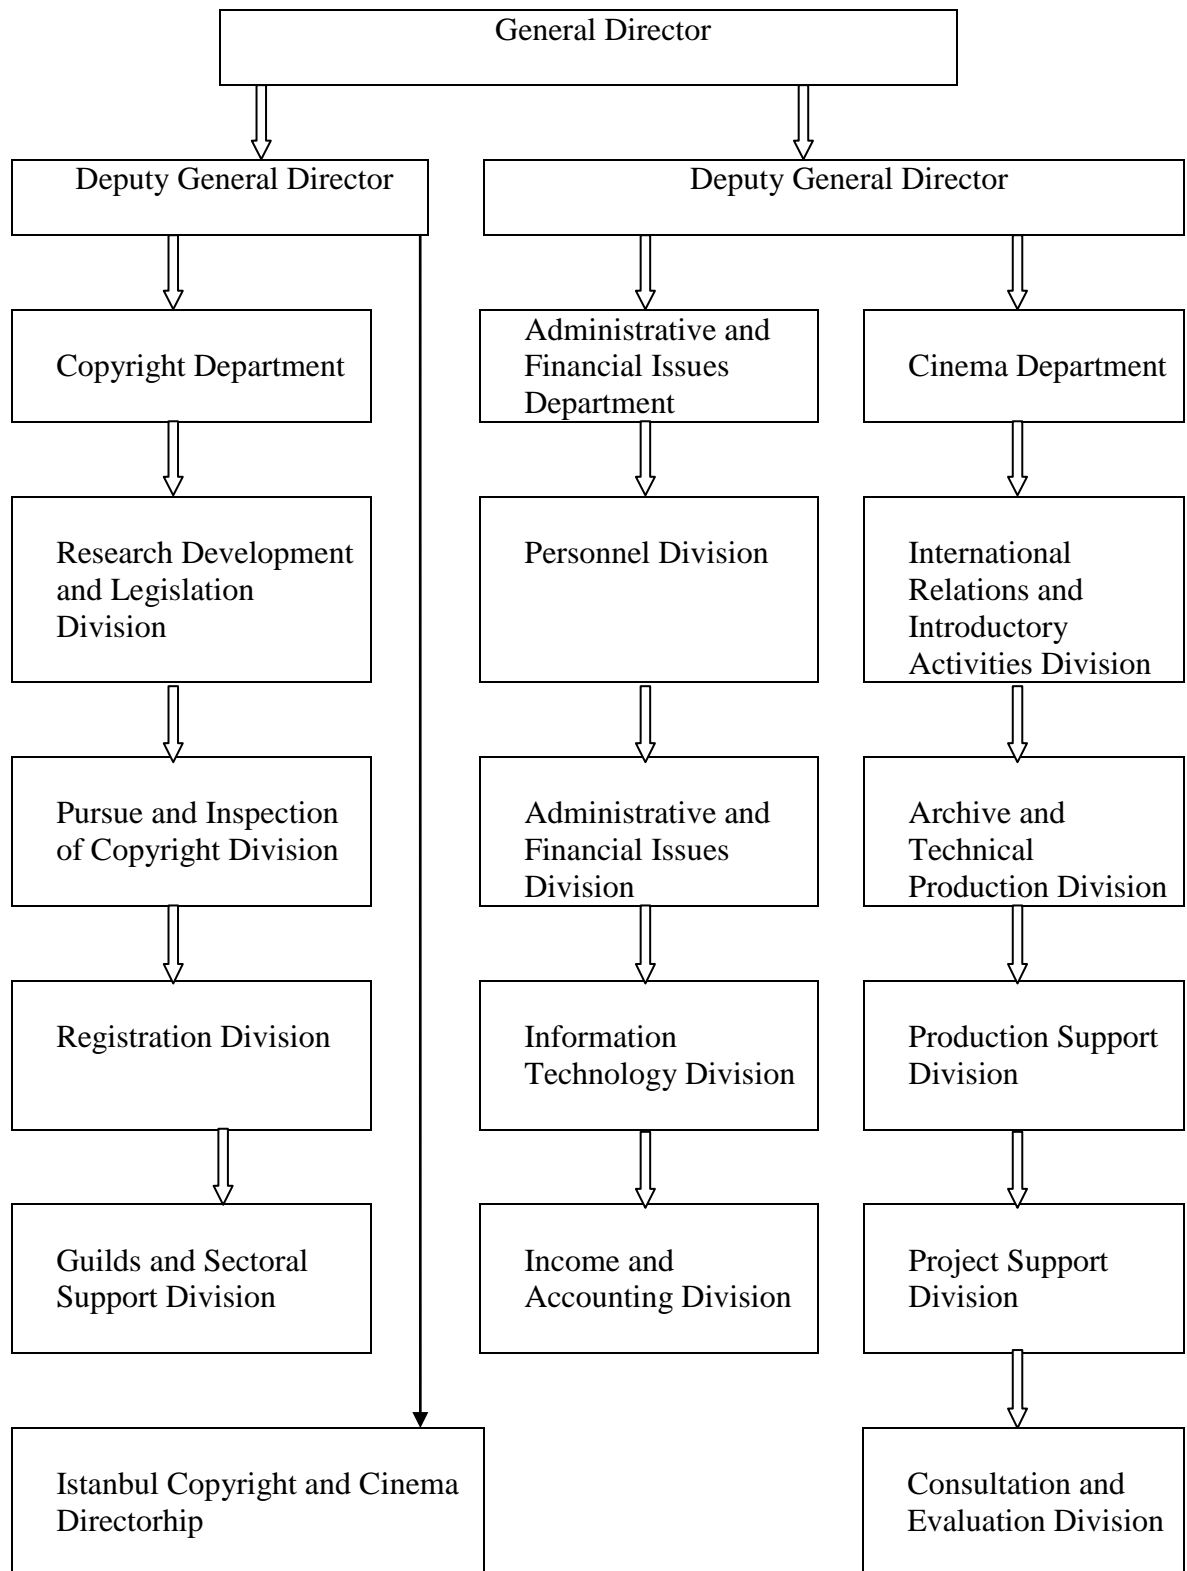 General Director
Deputy General Director
Deputy General Director
Copyright Department
Administrative and
Financial Issues
Department
Cinema Department
Research Development
and Legislation
Division
Personnel Division
International
Relations and
Introductory
Activities Division
Pursue and Inspection
of Copyright Division
Administrative and
Financial Issues
Division
Archive and
Technical
Production Division
Registration Division
Information
Technology Division
Production Support
Division
Guilds and Sectoral
Support Division
Income and
Accounting Division
Project Support
Division
Istanbul Copyright and Cinema
Directorhip
Consultation and
Evaluation Division